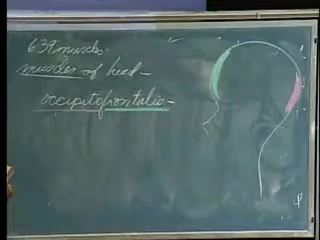 639 muscles.
muscles of head -
occipitofrontalis -